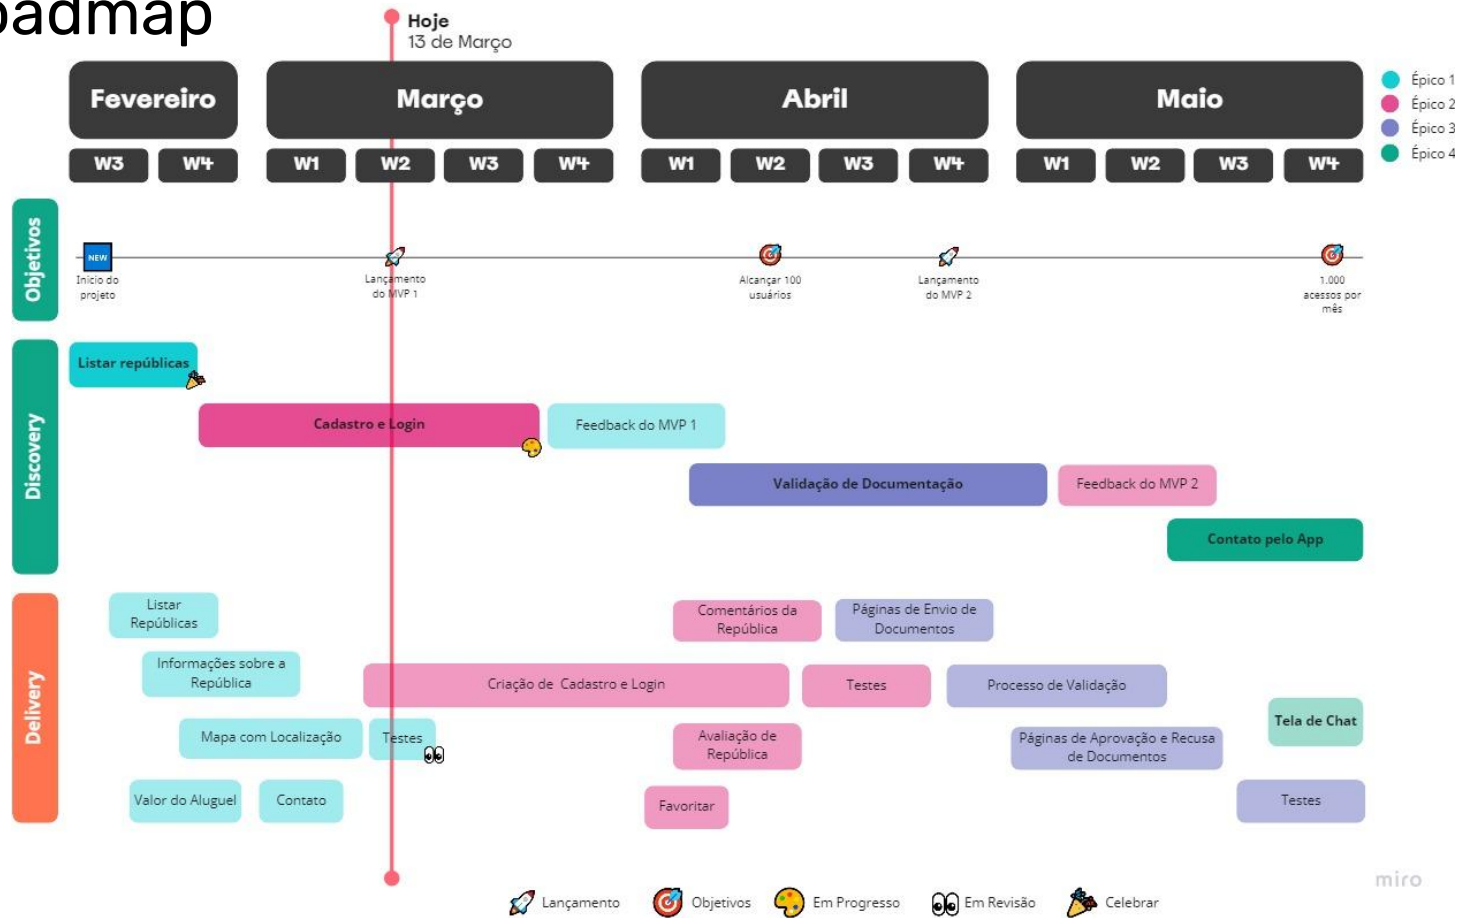 oadmap
Hoje
13 de Março
Fevereiro
Março
Abril
Maio
Épico 1
Épico 2
Épico 3
Épico 4
W3
W4
W1
W2
W3
W4
W1
W2
W3
W4
W1
W2
W3
W4
Objetivos
NEW
Início do
projeto
Lançamento
do MVP 1
Alcançar 100
usuários
Lançamento
do MVP 2
1.000
acessos por
mês
Discovery
Listar repúblicas
Cadastro e Login
Feedback do MVP 1
Validação de Documentação
Feedback do MVP 2
Contato pelo App
Delivery
Listar
Repúblicas
Comentários da
República
Páginas de Envio de
Documentos
Informações sobre a
República
Criação de Cadastro e Login
Testes
Processo de Validação
Mapa com Localização
Testes
Avaliação de
República
Páginas de Aprovação e Recusa
de Documentos
Tela de Chat
Valor do Aluguel
Contato
Favoritar
Testes
miro
Lançamento
Objetivos
Em Progresso
Em Revisão
Celebrar